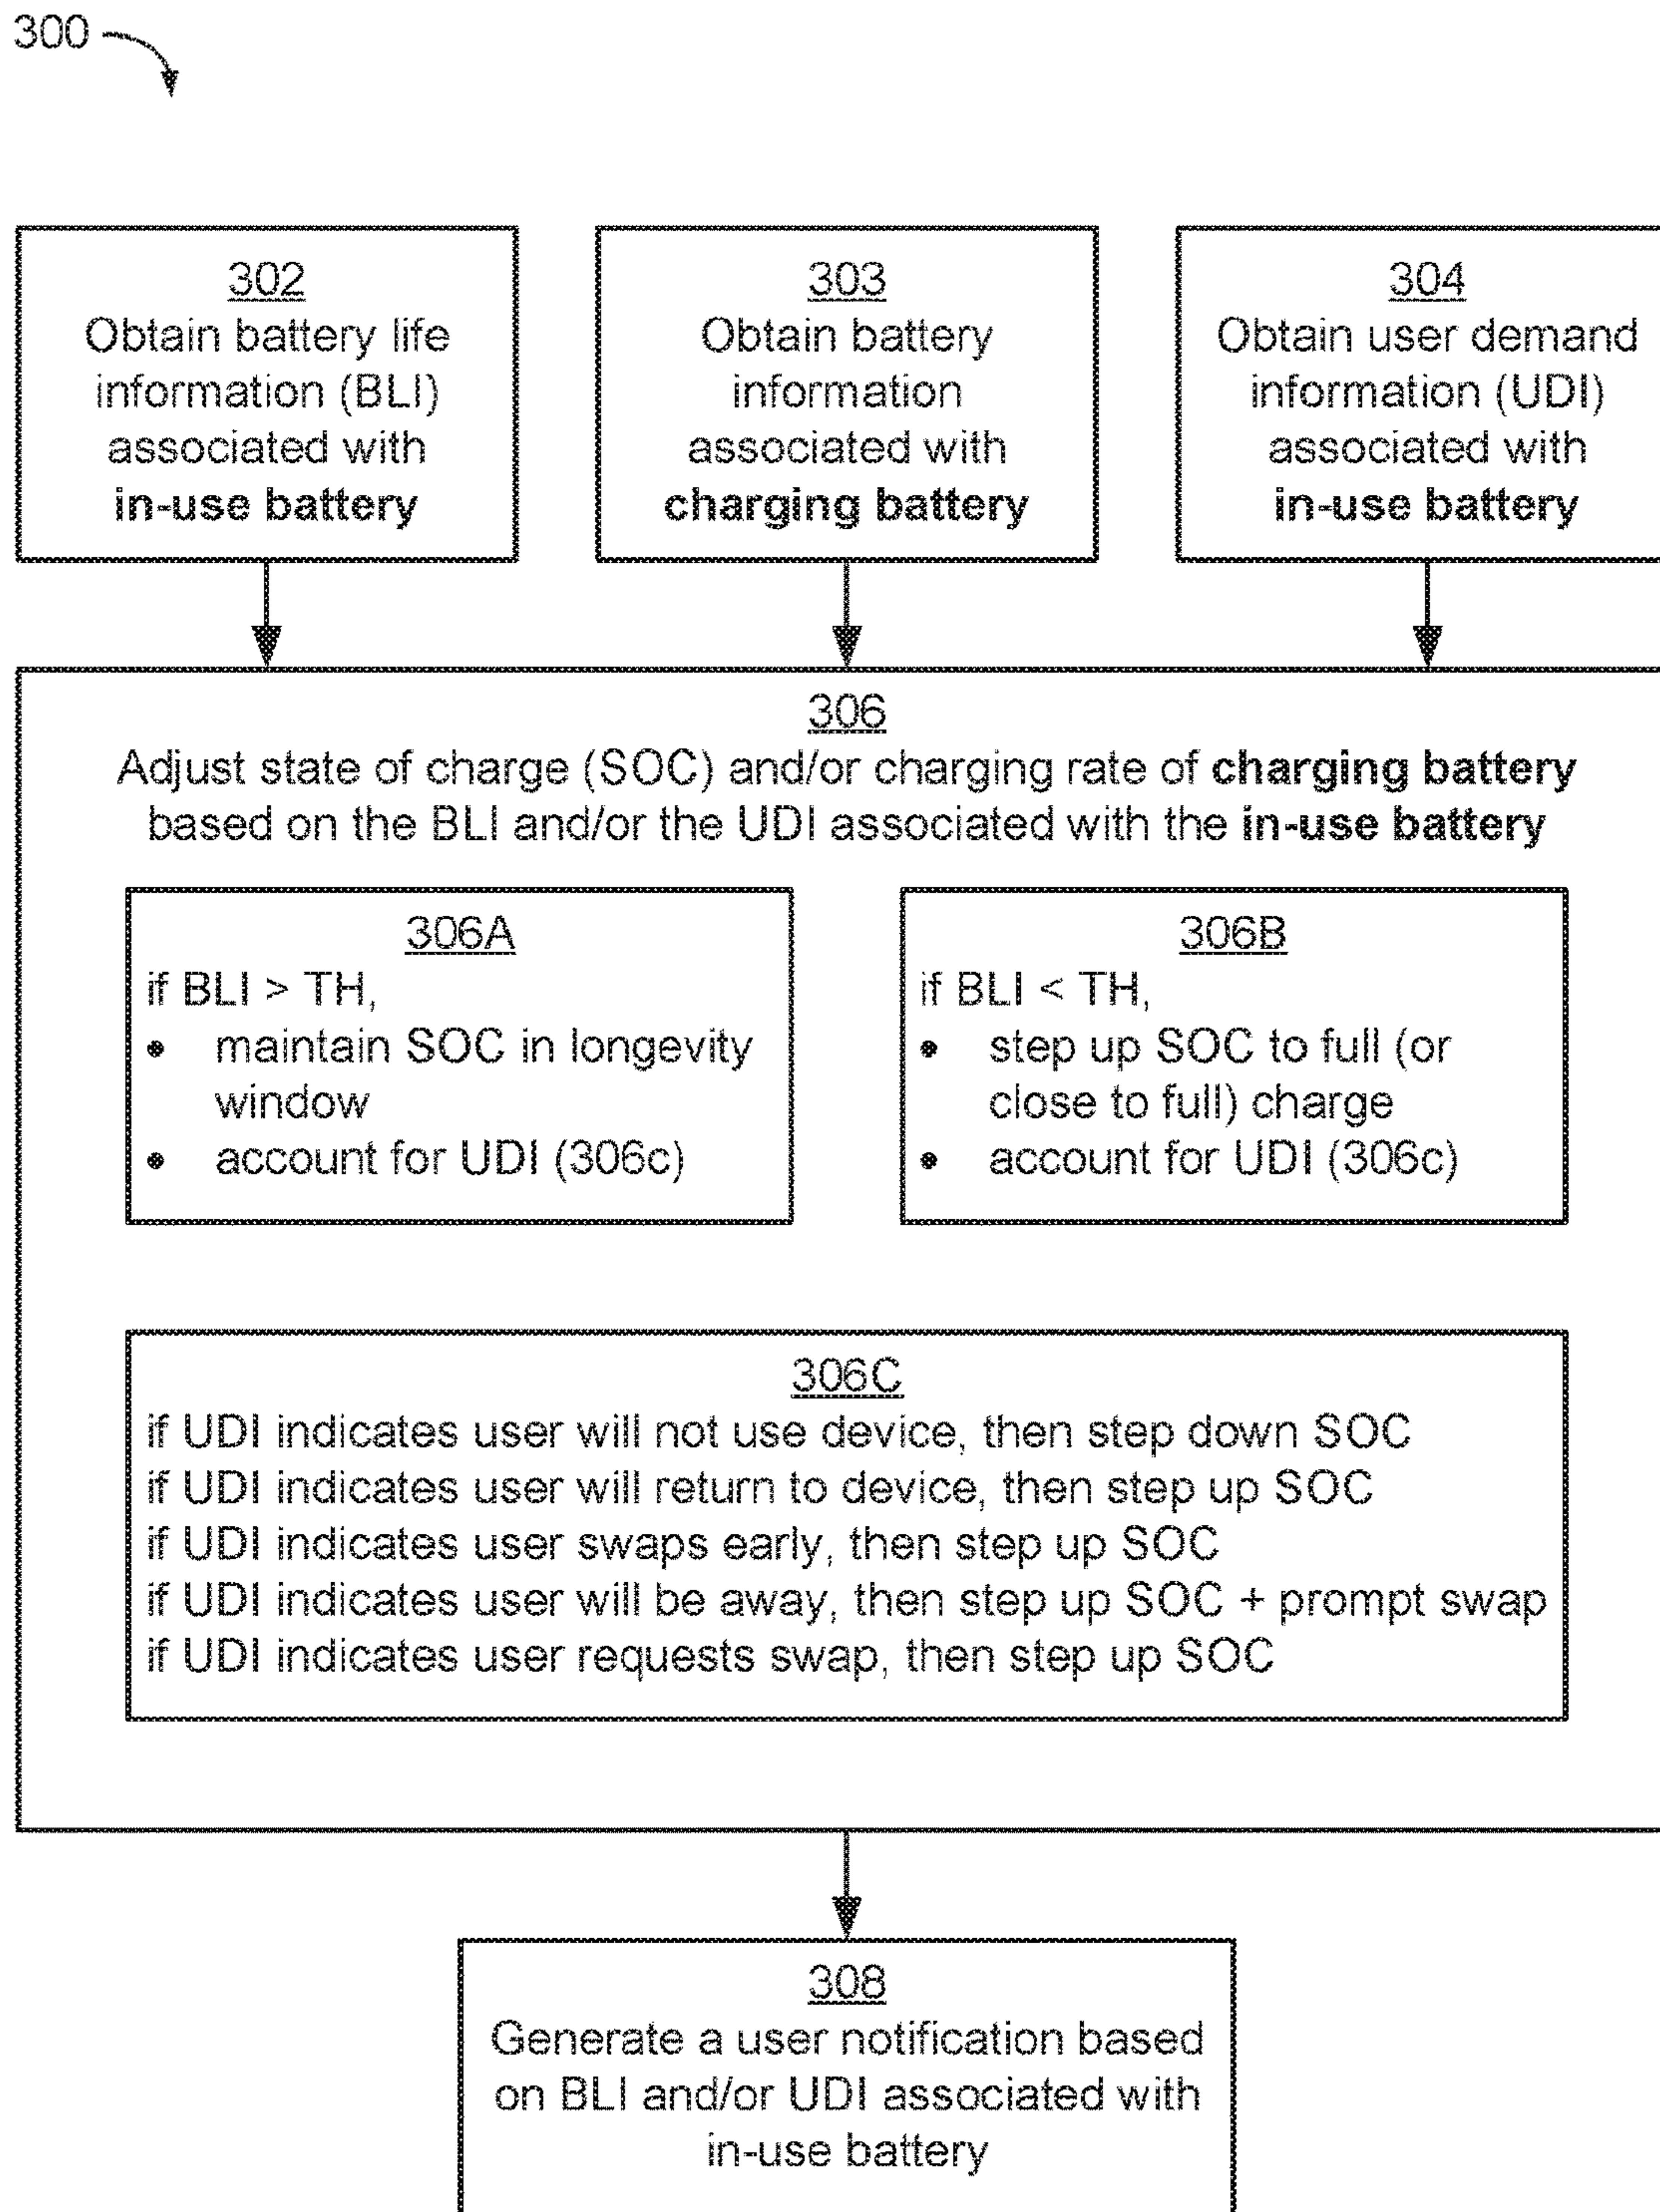 300
302
Obtain battery life
information (BLI)
associated with
in-use battery
303
Obtain battery
information
associated with
charging battery
304
Obtain user demand
information (UDI)
associated with
in-use battery
306
Adjust state of charge (SOC) and/or charging rate of charging battery
based on the BLI and/or the UDI associated with the in-use battery
306A
if BLI > TH,
• maintain SOC in longevity
window
• account for UDI (306c)
306B
if BLI < TH,
• step up SOC to full (or
close to full) charge
• account for UDI (306c)
306C
if UDI indicates user will not use device, then step down SOC
if UDI indicates user will return to device, then step up SOC
if UDI indicates user swaps early, then step up SOC
if UDI indicates user will be away, then step up SOC + prompt swap
if UDI indicates user requests swap, then step up SOC
308
Generate a user notification based
on BLI and/or UDI associated with
in-use battery